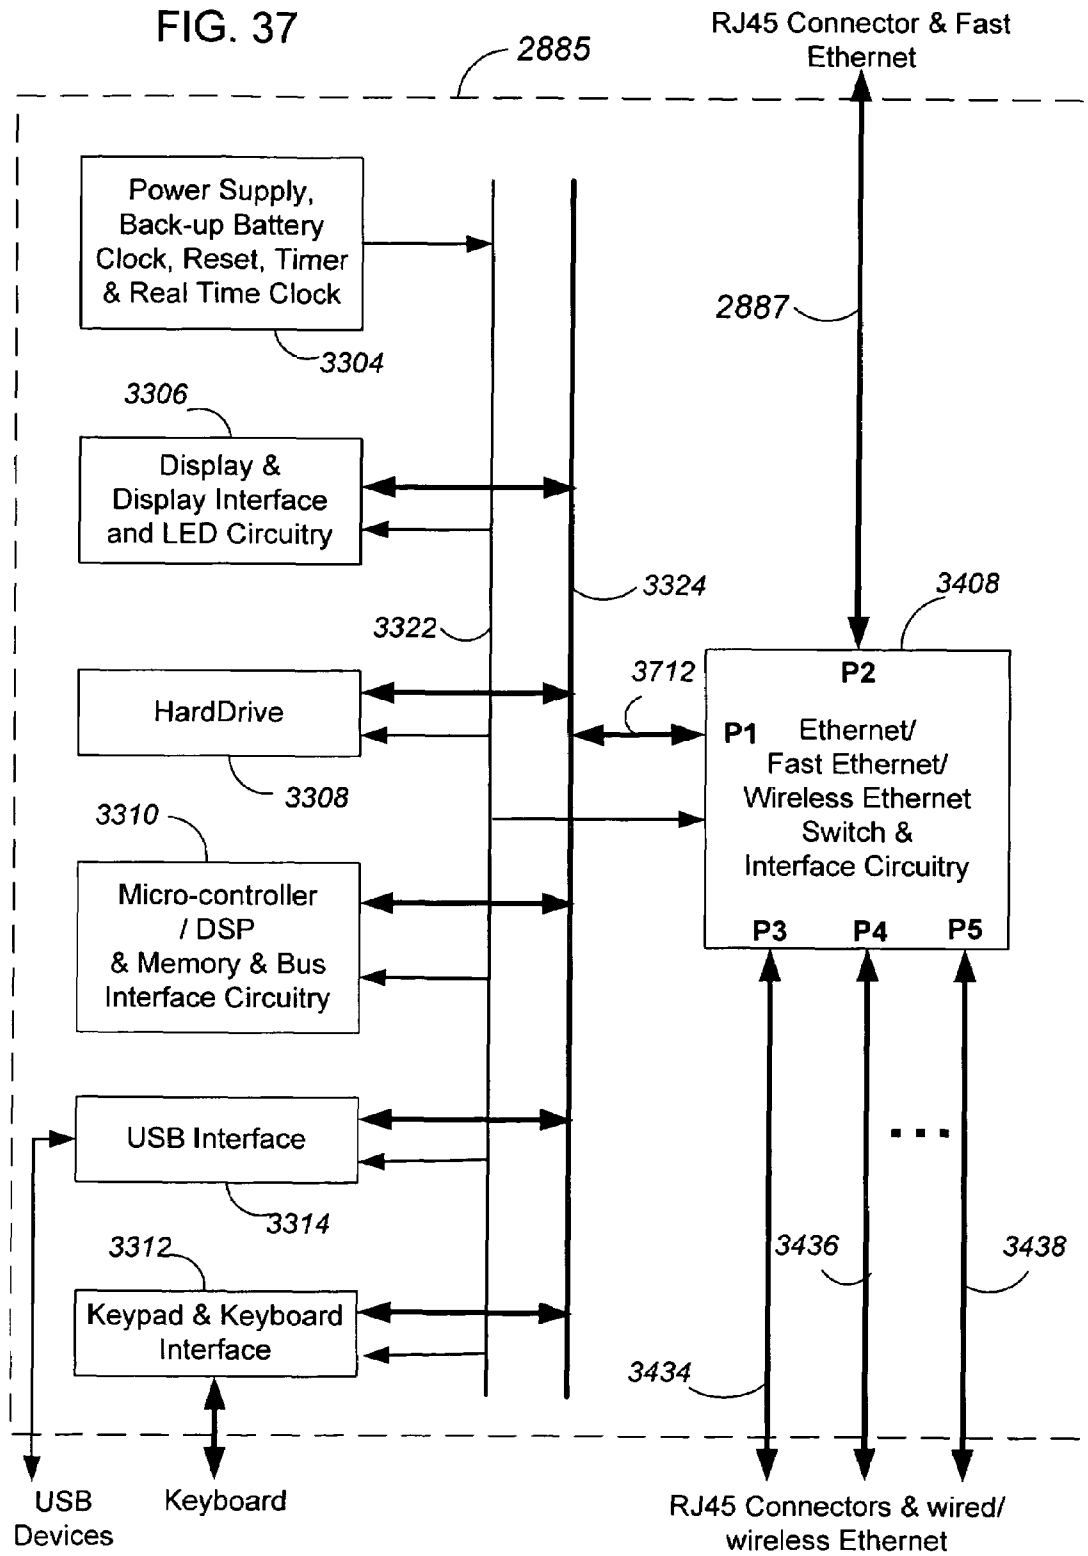 FIG. 37
RJ45 Connector & Fast
Ethernet
2885
Power Supply,
Back-up Battery
Clock, Reset, Timer
& Real Time Clock
3304
2887
3306
Display &
Display Interface
and LED Circuitry
3324
3408
3322
3712
HardDrive
3308
P2
P1
Ethernet/
Fast Ethernet/
Wireless Ethernet
Switch &
Interface Circuitry
P3
P4
P5
3310
Micro-controller
/ DSP
& Memory & Bus
Interface Circuitry
USB Interface
3314
3312
Keypad & Keyboard
Interface
3436
3438
3434
USB
Devices
Keyboard
RJ45 Connectors & wired/
wireless Ethernet